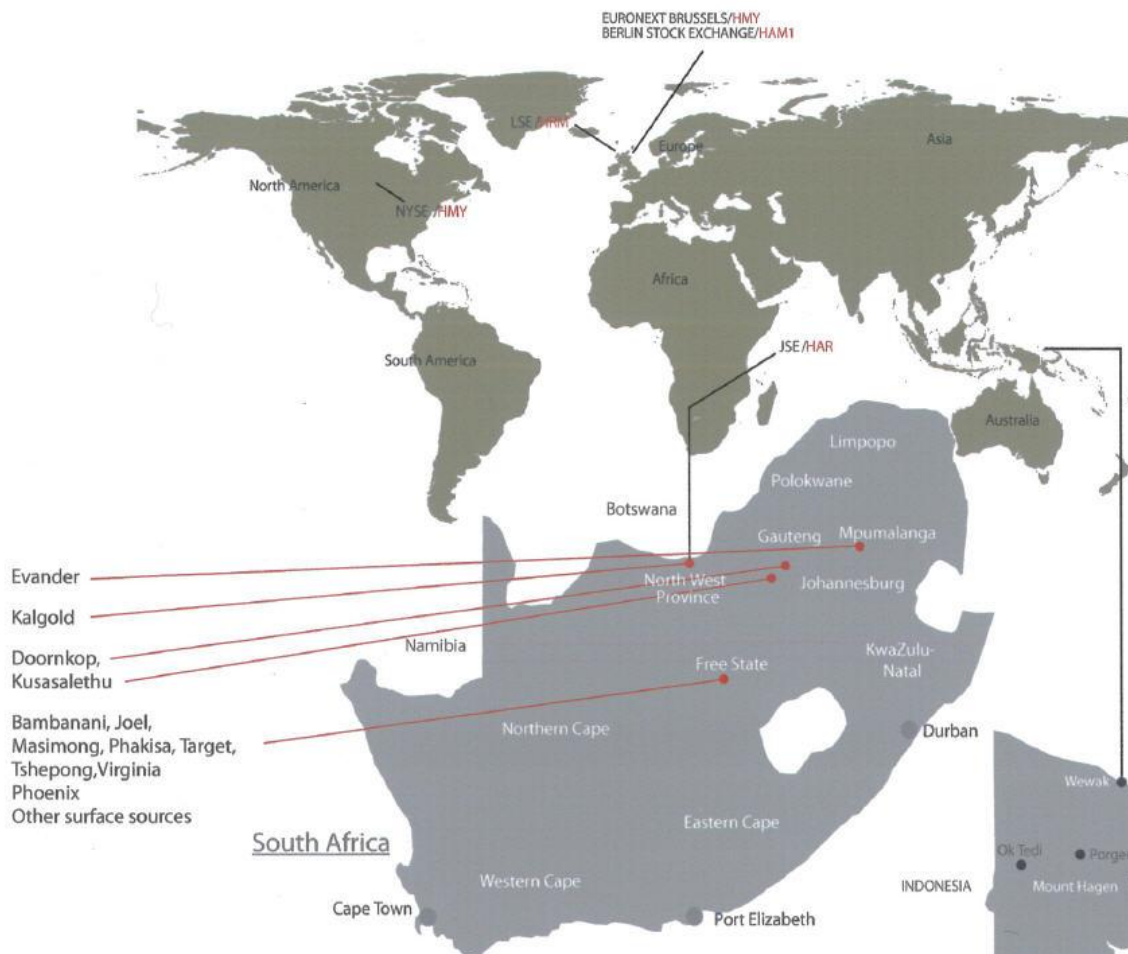 EURONEXT BRUSSELS/HMY
BERLIN STOCK EXCHANGE/HAM1
LSE/HRM
Europe
Asia
North America
NYSE /HMY
Africa
South America
JSE/HAR
Australia
Limpopo
Polokwane
Botswana
Gauteng
Mpumalanga
Evander
North West
Province
Johannesburg
Kalgold
Namibia
Doornkop,
Kusasalethu
KwaZulu-
Natal
Free State
Bambanani, Joel,
Masimong, Phakisa, Target,
Tshepong,Virginia
Phoenix
Other surface sources
Northern Cape
Durban
Wewak
South Africa
Eastern Cape
Ok Tedi
Porger
INDONESIA
Mount Hagen
Western Cape
Cape Town
Port Elizabeth